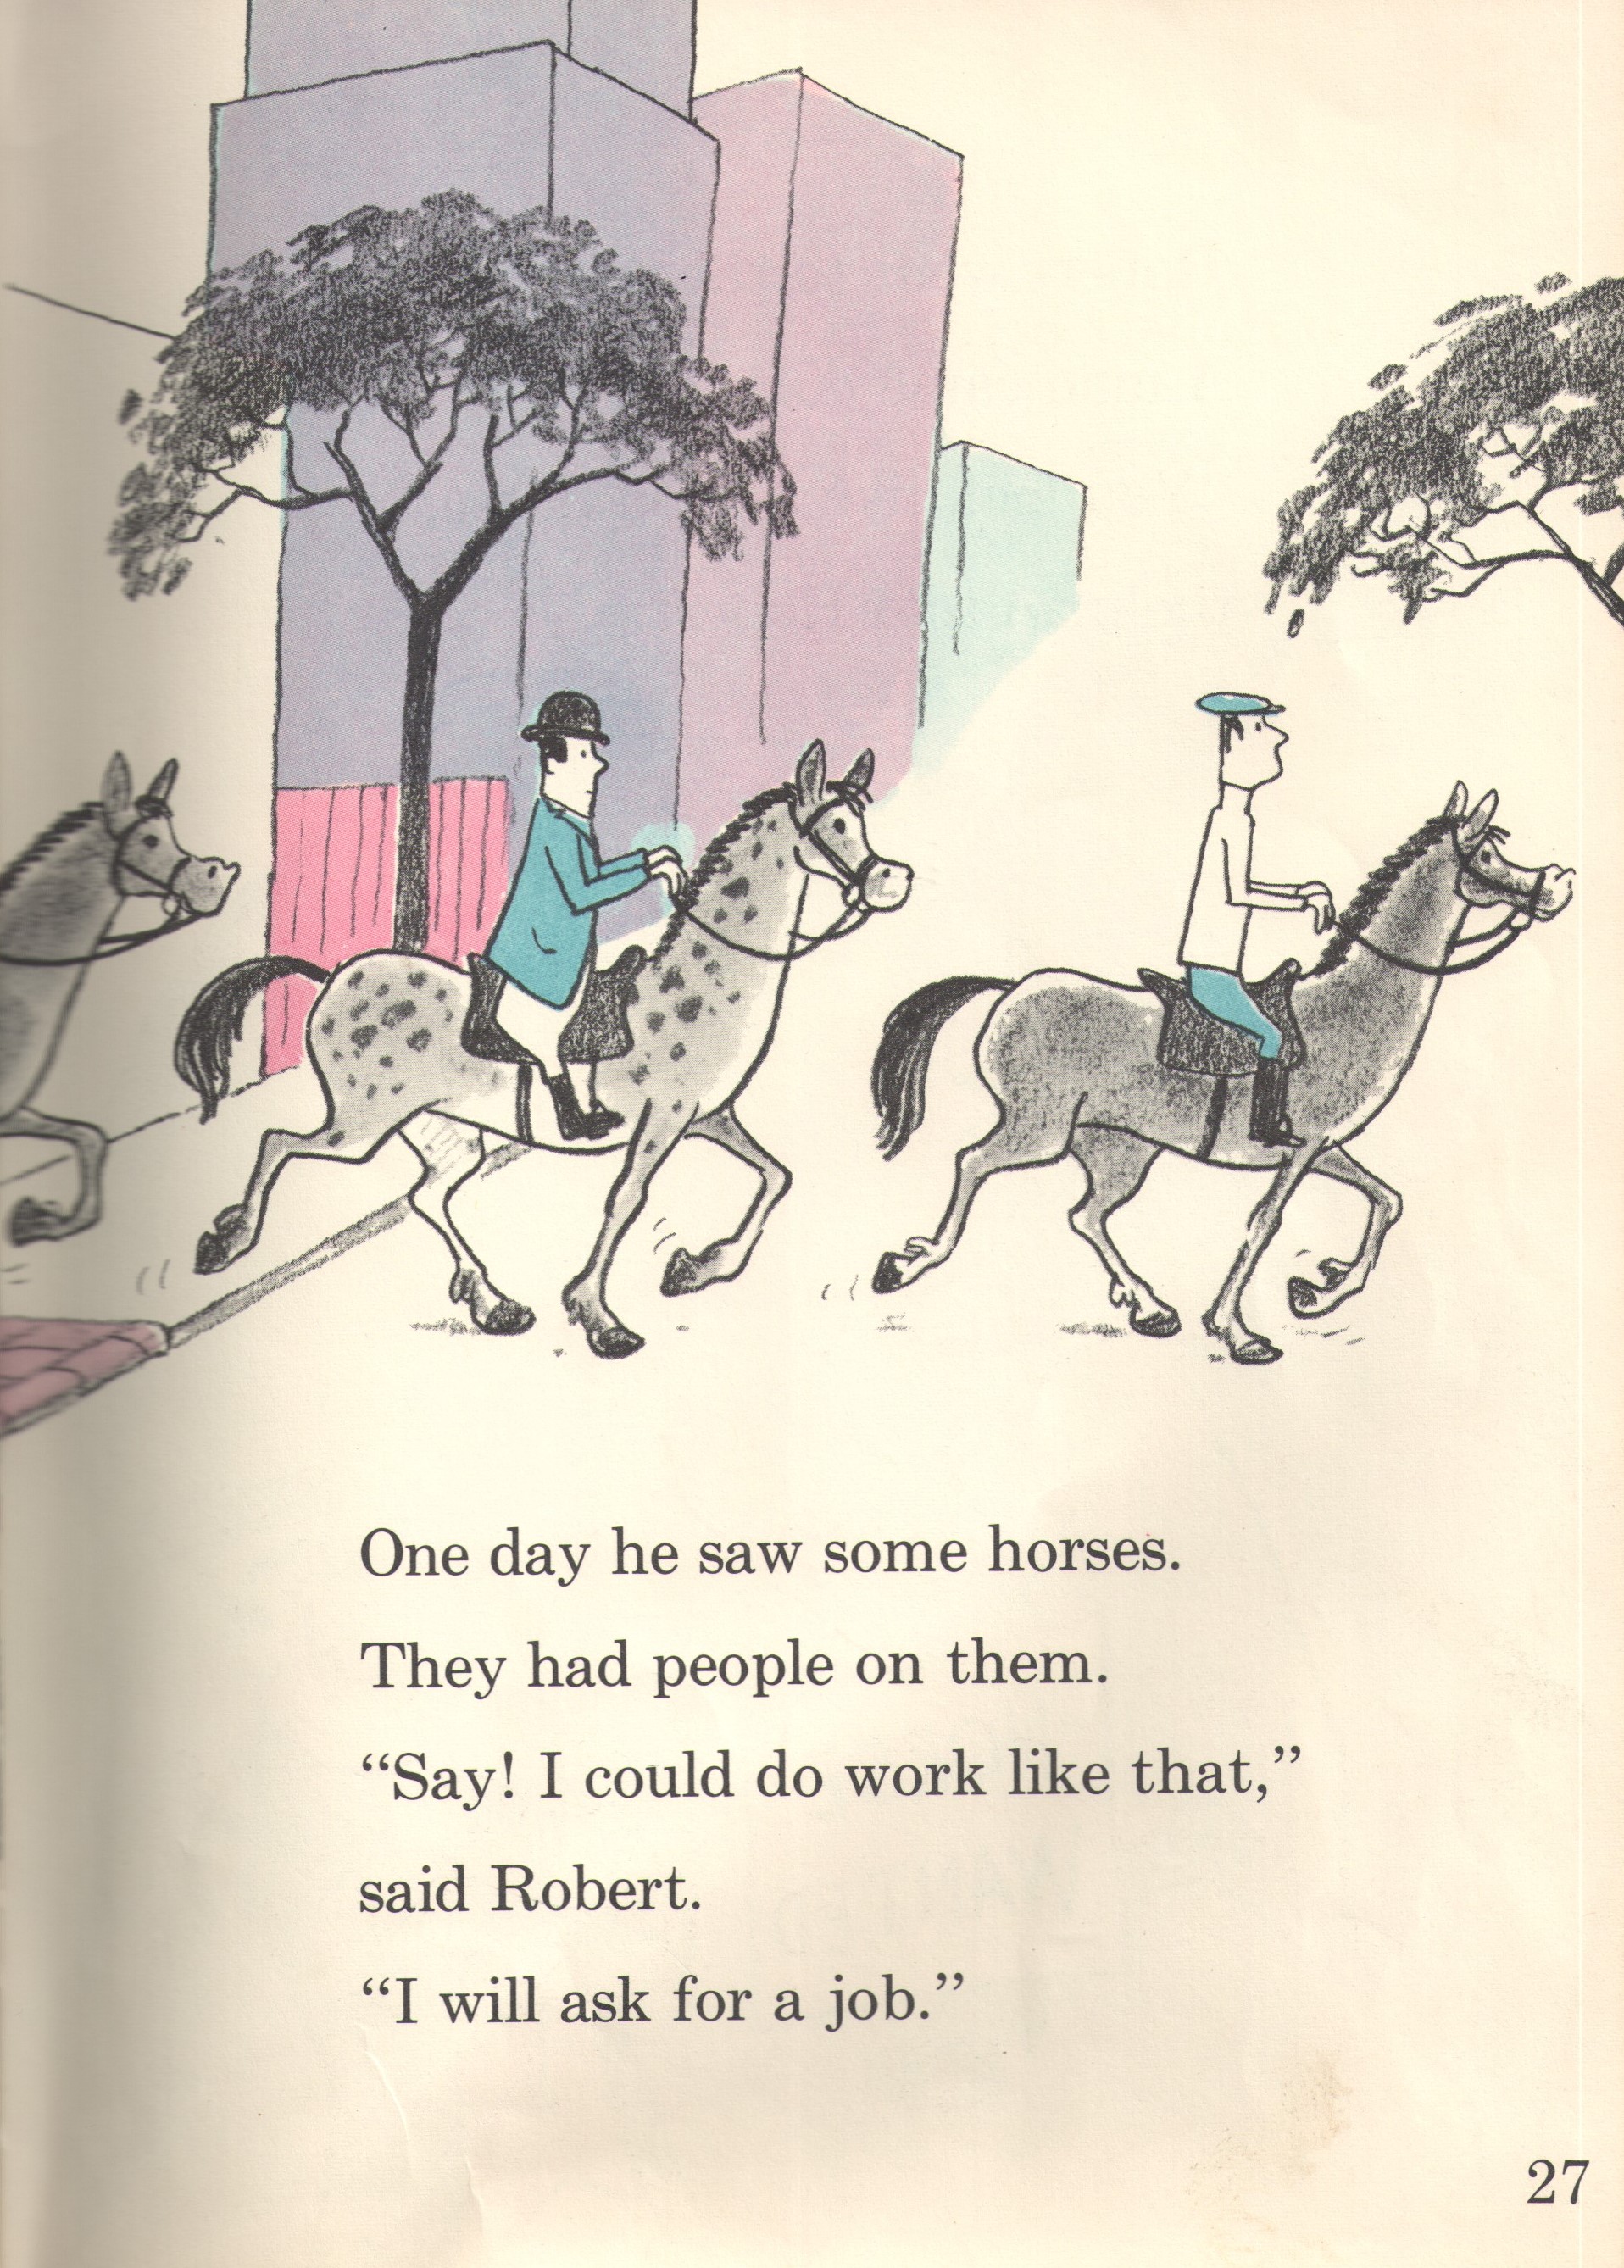 One day he saw some horses.
They had people on them.
“Say! I could do work like that,”
said Robert.
“I will ask for a job.”
27